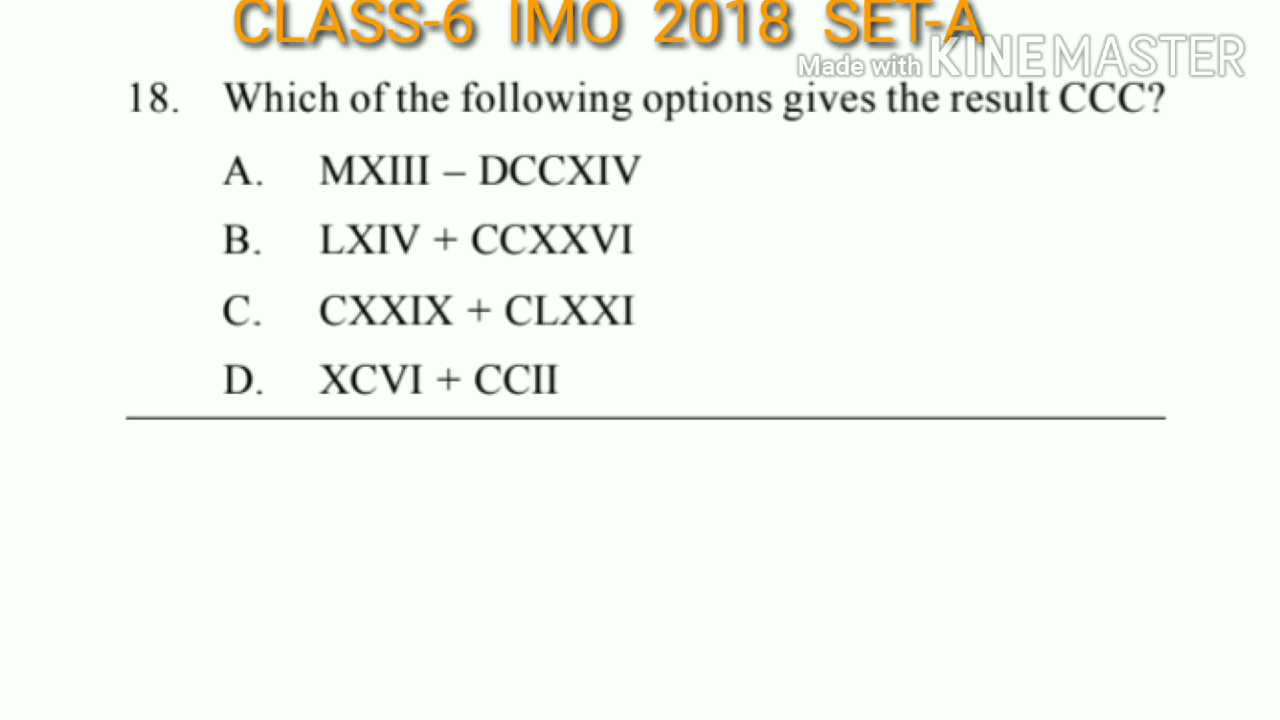 CLASS-6 IMO 2018 SET-A
Made with KINEMASTER
18. Which of the following options gives the result CCC?
A. MXIII – DCCXIV
B. LXIV + CCXXVI
C. CXXIX + CLXXI
D. XCVI + CCII